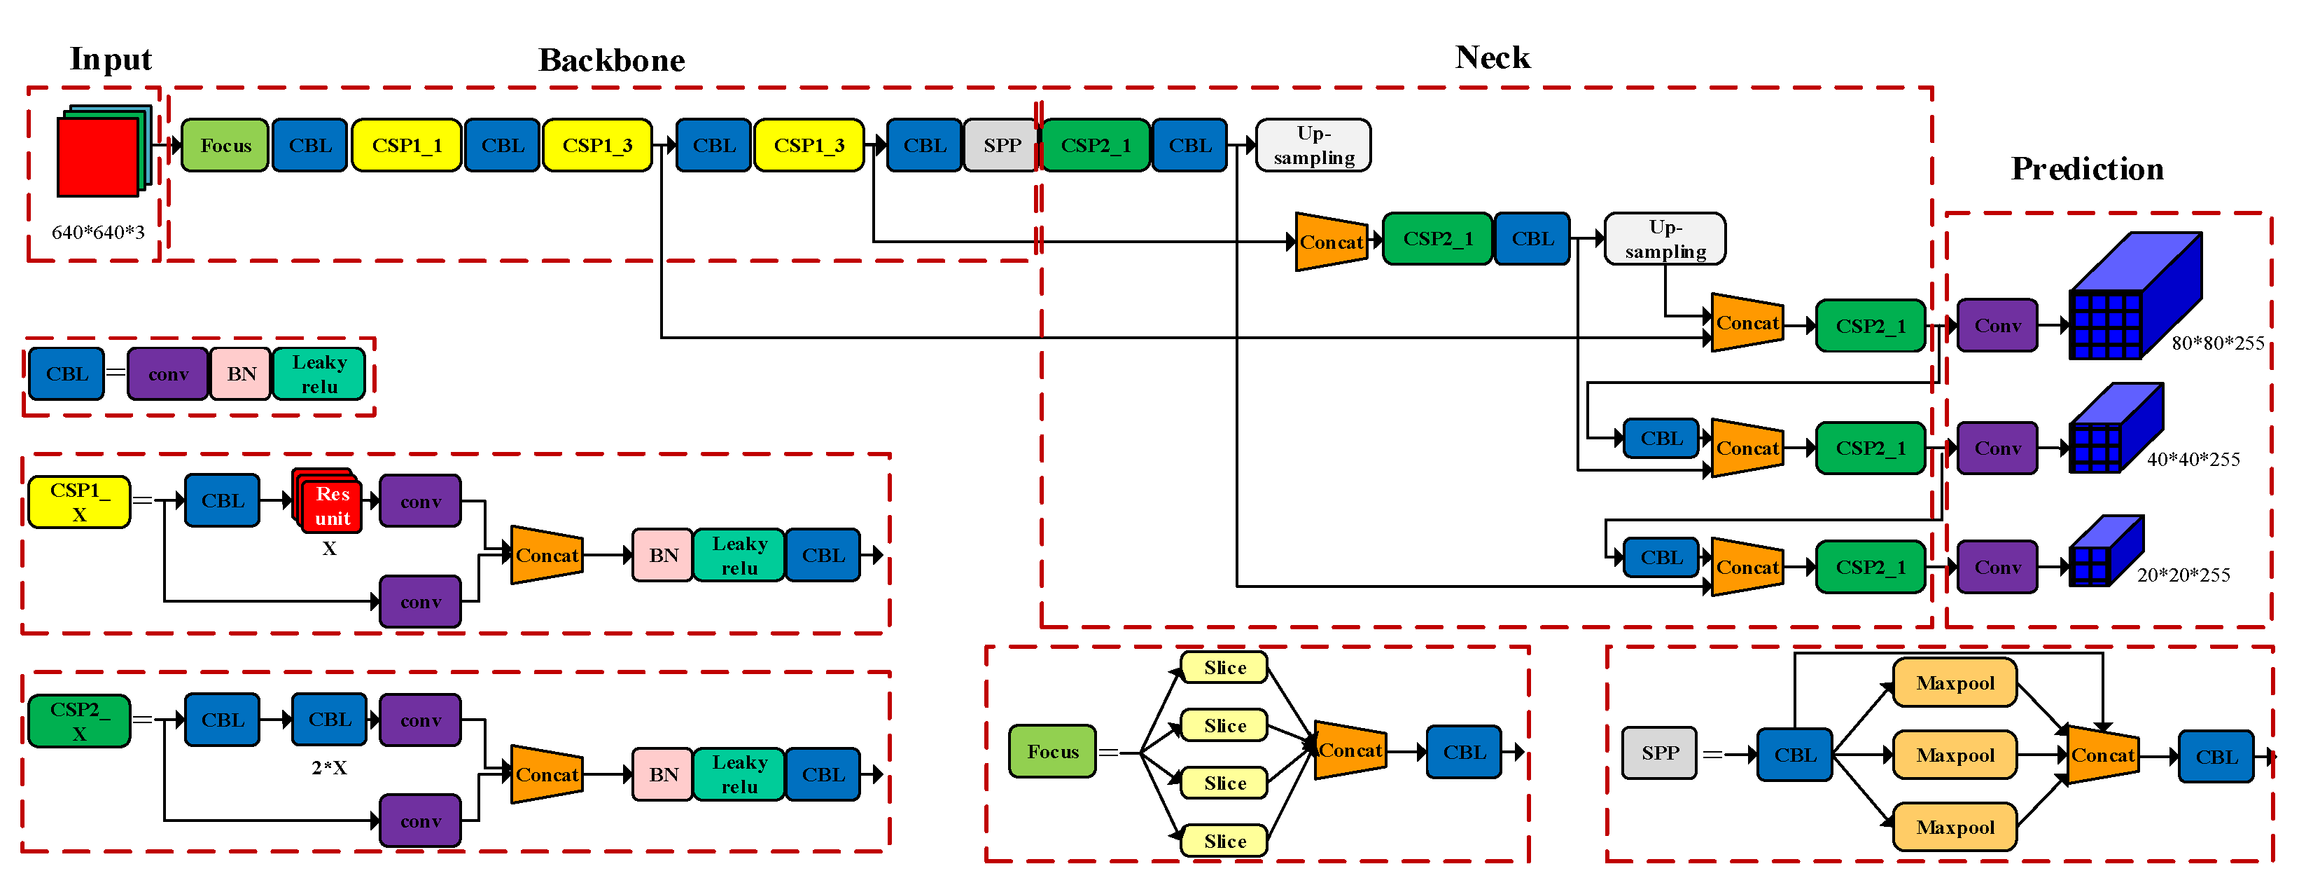 Input
Backbone
Neck
Prediction
640*640*3
Focus
CBL
CSP1_1
CBL
CSP1_3
CBL
CSP1_3
CBL
SPP
CSP2_1
CBL
Up-
sampling
Concat
CSP2_1
CBL
Up-
sampling
Concat
CSP2_1
Conv
80*80*255
CBL
Concat
CSP2_1
Conv
40*40*255
CBL
Concat
CSP2_1
Conv
20*20*255
CBL
=
conv
BN
Leaky
relu
CSP1_
X
=
CBL
Res
unit
X
conv
conv
Concat
BN
Leaky
relu
CBL
CSP2_
X
=
CBL
CBL
2*X
conv
conv
Concat
BN
Leaky
relu
CBL
Focus
=
Slice
Slice
Slice
Slice
Concat
CBL
SPP
=
CBL
Maxpool
Maxpool
Maxpool
Concat
CBL